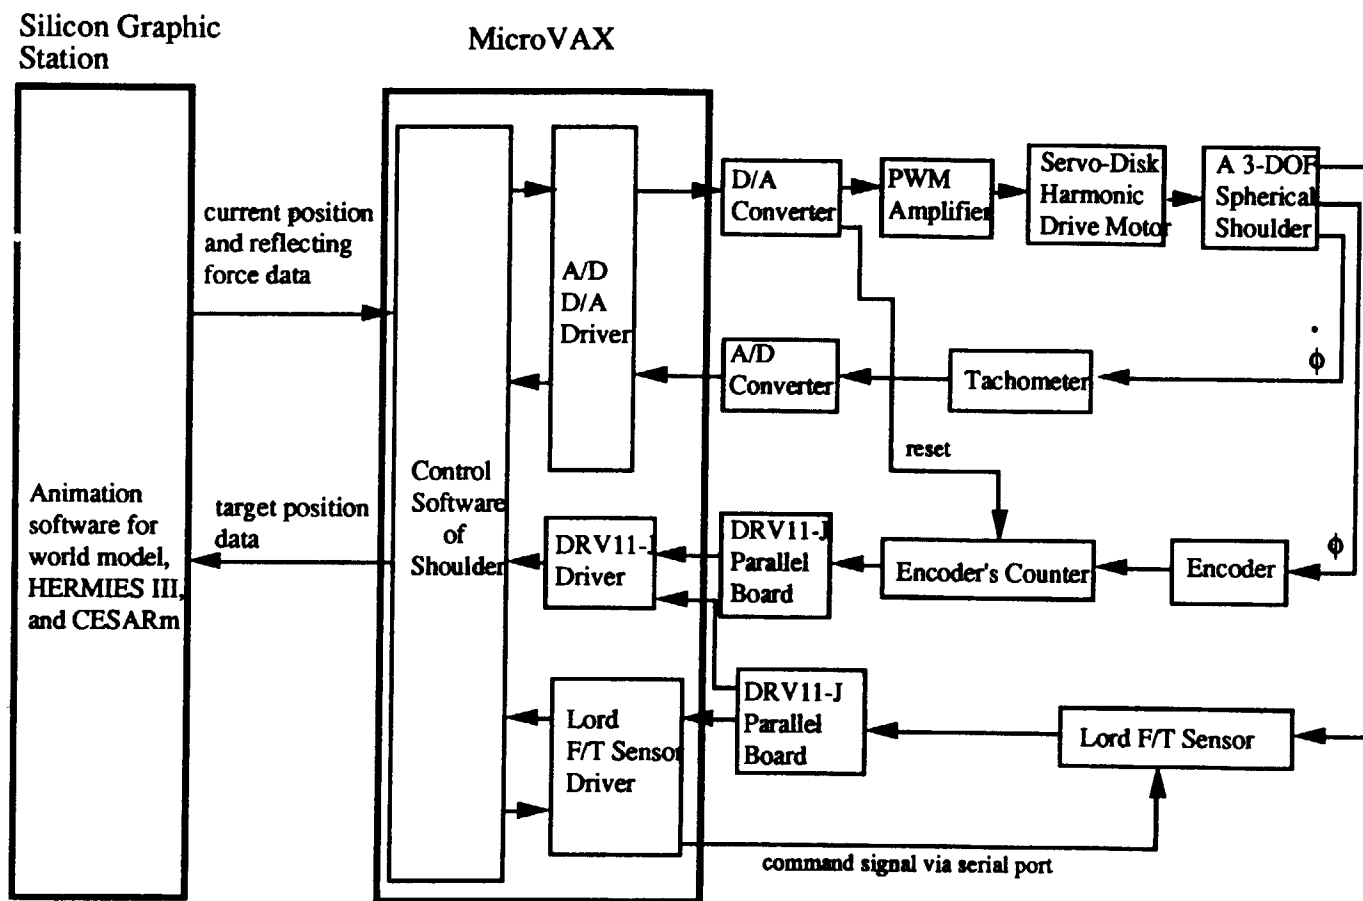 Silicon Graphic
Station
MicroVAX
current position
and reflecting
force data
target position
data
Animation
software for
world model,
HERMIES III,
and CESARm
Control
Software
of
Shoulder
A/D
D/A
Driver
DRV11-J
Driver
Lord
F/T Sensor
Driver
D/A
Converter
PWM
Amplifier
Servo-Disk
Harmonic
Drive Motor
A 3-DOF
Spherical
Shoulder
A/D
Converter
Tachometer
ϕ̇
reset
DRV11-J
Parallel
Board
Encoder's Counter
Encoder
ϕ
DRV11-J
Parallel
Board
Lord F/T Sensor
command signal via serial port